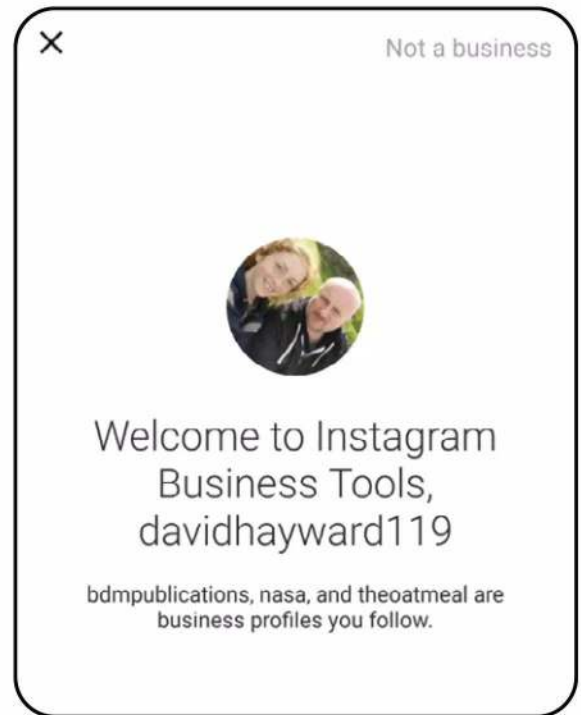 Not a business
Welcome to Instagram
Business Tools,
davidhayward119
bdmpublications, nasa, and theoatmeal are
business profiles you follow.